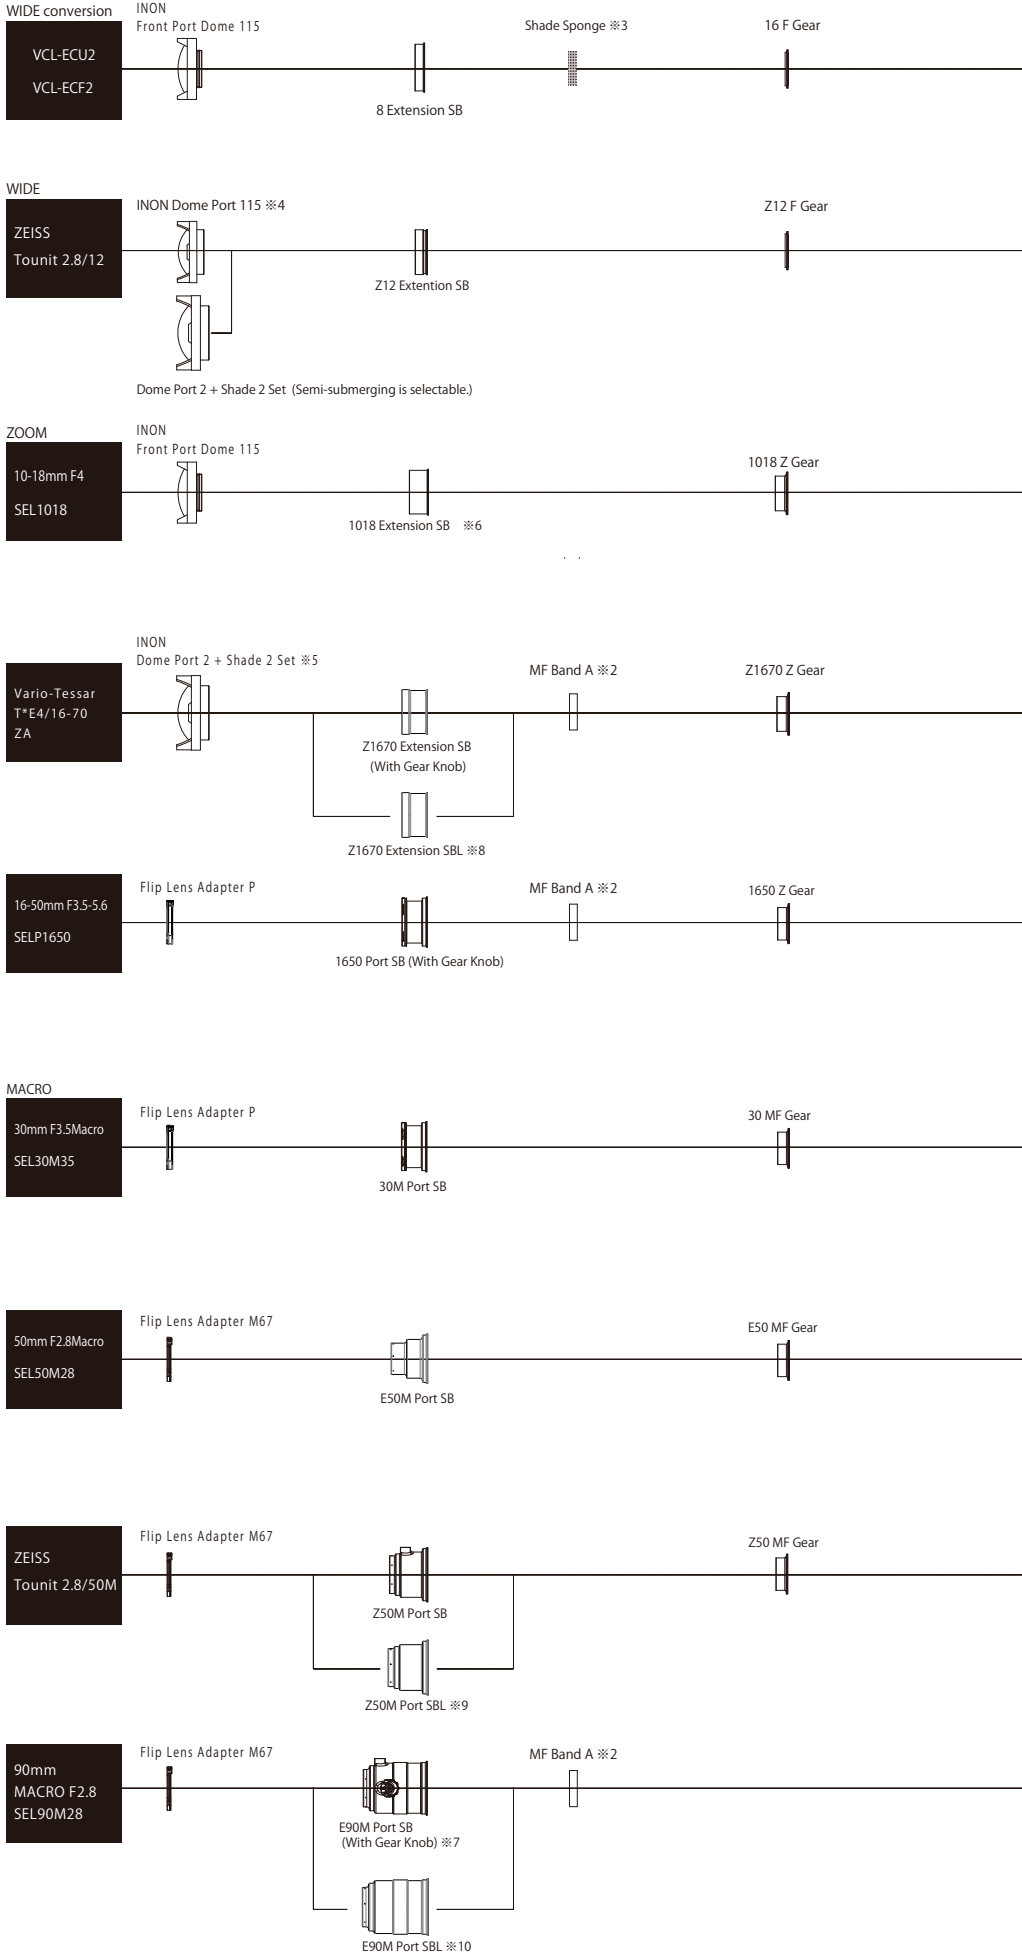 WIDE conversion
INON
Front Port Dome 115
Shade Sponge ※3
16 F Gear
VCL-ECU2
VCL-ECF2
8 Extension SB
WIDE
INON Dome Port 115 ※4
Z12 F Gear
ZEISS
Tounit 2.8/12
Z12 Extention SB
Dome Port 2 + Shade 2 Set (Semi-submerging is selectable.)
ZOOM
INON
Front Port Dome 115
1018 Z Gear
10-18mm F4
SEL1018
1018 Extension SB ※6
INON
Dome Port 2 + Shade 2 Set ※5
MF Band A ※2
Z1670 Z Gear
Vario-Tessar
T*E4/16-70
ZA
Z1670 Extension SB
(With Gear Knob)
Z1670 Extension SBL ※8
Flip Lens Adapter P
MF Band A ※2
1650 Z Gear
16-50mm F3.5-5.6
SELP1650
1650 Port SB (With Gear Knob)
MACRO
Flip Lens Adapter P
30 MF Gear
30mm F3.5Macro
SEL30M35
30M Port SB
Flip Lens Adapter M67
E50 MF Gear
50mm F2.8Macro
SEL50M28
E50M Port SB
Flip Lens Adapter M67
Z50 MF Gear
ZEISS
Tounit 2.8/50M
Z50M Port SB
Z50M Port SBL ※9
Flip Lens Adapter M67
MF Band A ※2
90mm
MACRO F2.8
SEL90M28
E90M Port SB
(With Gear Knob) ※7
E90M Port SBL ※10